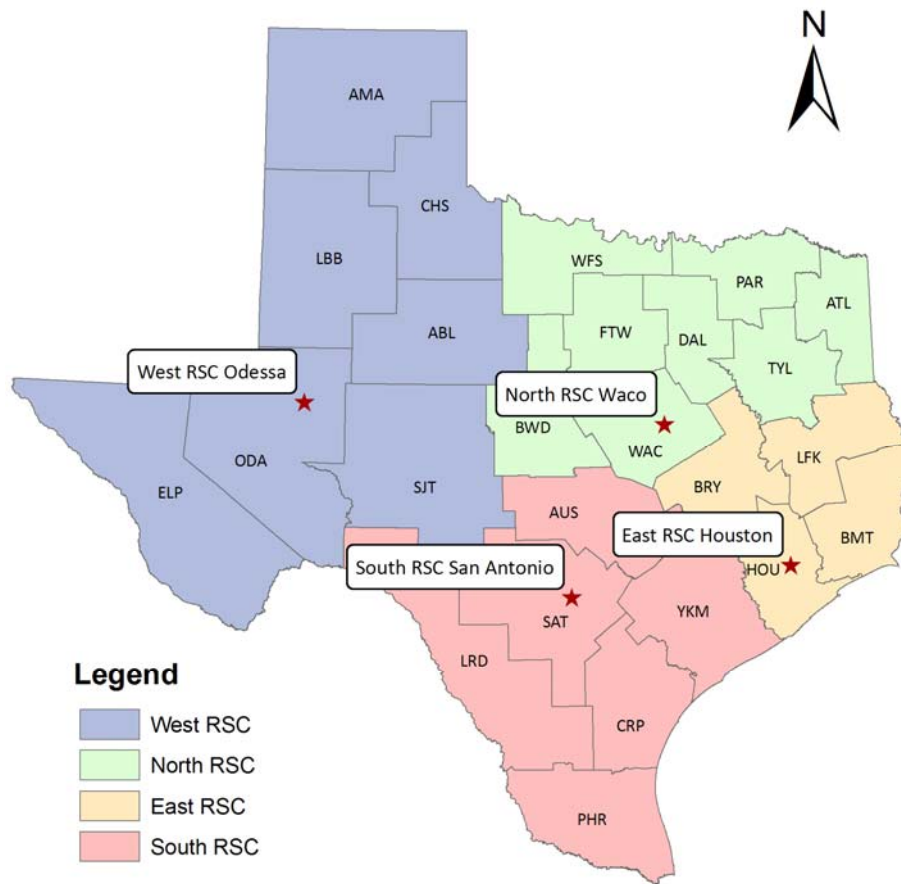 N
AMA
CHS
LBB
WFS
PAR
ATL
ABL
FTW
DAL
TYL
West RSC Odessa
North RSC Waco
BWD
WAC
ODA
LFK
ELP
SJT
BRY
AUS
East RSC Houston
BMT
South RSC San Antonio
HOU
SAT
YKM
LRD
CRP
PHR
Legend
West RSC
North RSC
East RSC
South RSC